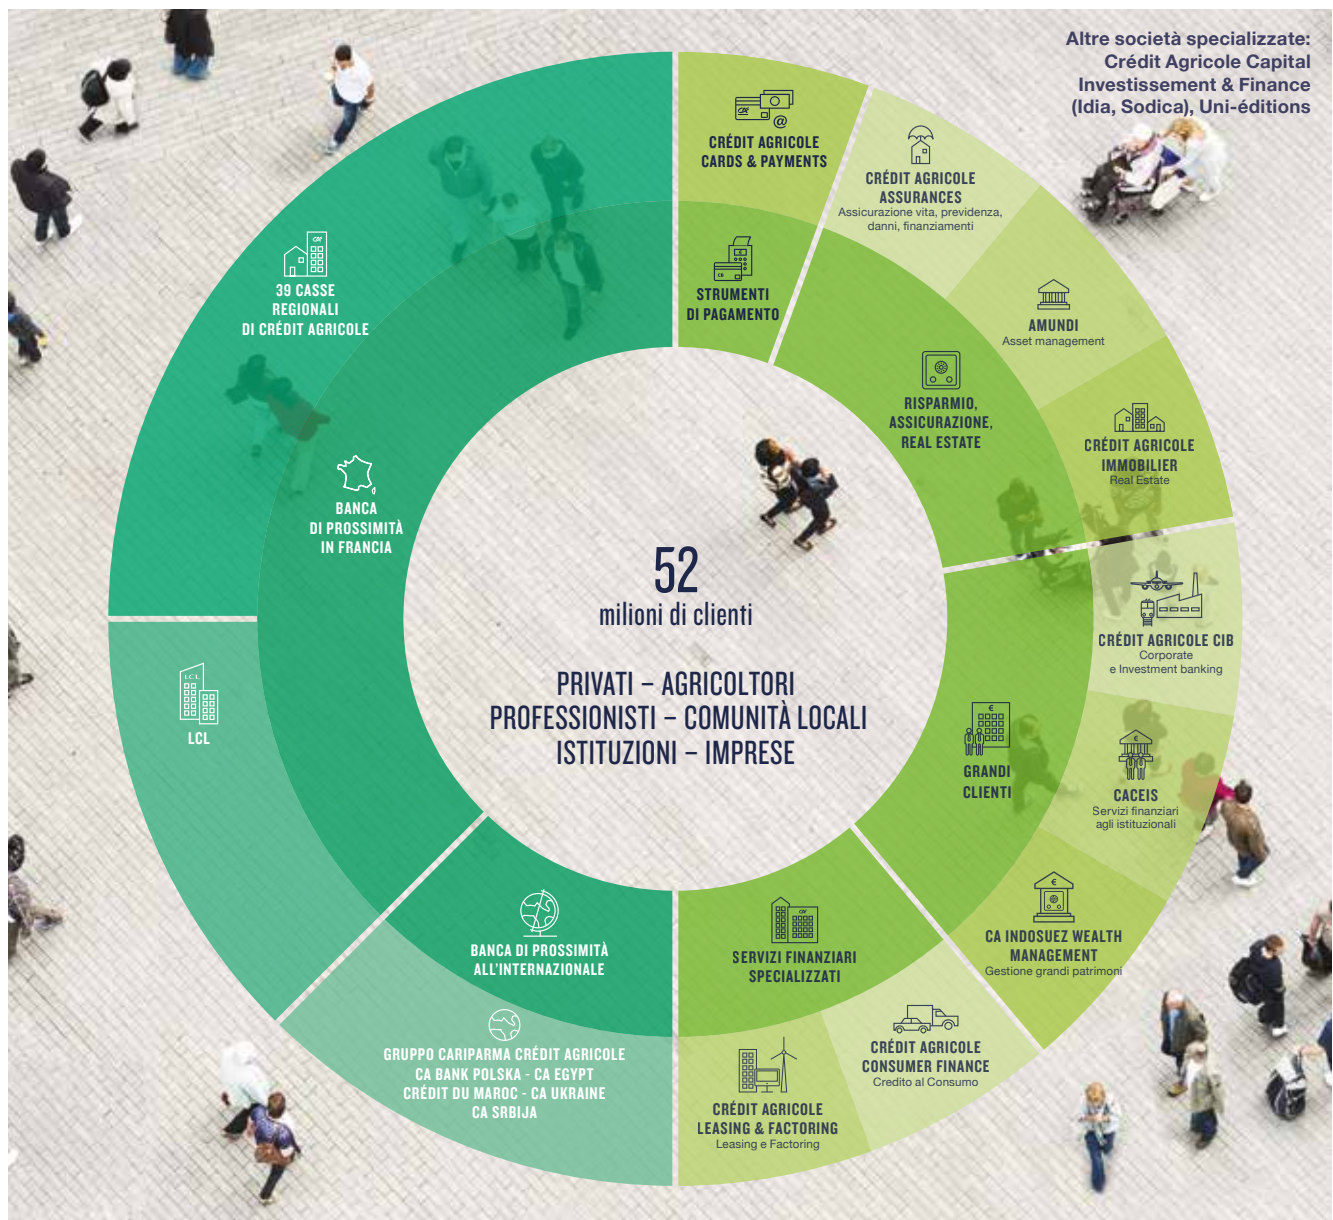 Altre società specializzate:
Crédit Agricole Capital
Investissement & Finance
(Idia, Sodica), Uni-éditions
CRÉDIT AGRICOLE
CARDS & PAYMENTS
STRUMENTI
DI PAGAMENTO
CRÉDIT AGRICOLE
ASSURANCES
Assicurazione vita, previdenza,
danni, finanziamenti
AMUNDI
Asset management
CRÉDIT AGRICOLE
IMMOBILIER
Real Estate
RISPARMIO,
ASSICURAZIONE,
REAL ESTATE
CRÉDIT AGRICOLE CIB
Corporate
e Investment banking
CACEIS
Servizi finanziari
agli istituzionali
CA INDOSUEZ WEALTH
MANAGEMENT
Gestione grandi patrimoni
GRANDI
CLIENTI
SERVIZI FINANZIARI
SPECIALIZZATI
CRÉDIT AGRICOLE
CONSUMER FINANCE
Credito al Consumo
CRÉDIT AGRICOLE
LEASING & FACTORING
Leasing e Factoring
BANCA DI PROSSIMITÀ
ALL'INTERNAZIONALE
GRUPPO CARIPARMA CRÉDIT AGRICOLE
CA BANK POLSKA - CA EGYPT
CRÉDIT DU MAROC - CA UKRAINE
CA SRBIJA
LCL
LCL
39 CASSE
REGIONALI
DI CRÉDIT AGRICOLE
BANCA
DI PROSSIMITÀ
IN FRANCIA
52
milioni di clienti
PRIVATI – AGRICOLTORI
PROFESSIONISTI – COMUNITÀ LOCALI
ISTITUZIONI – IMPRESE